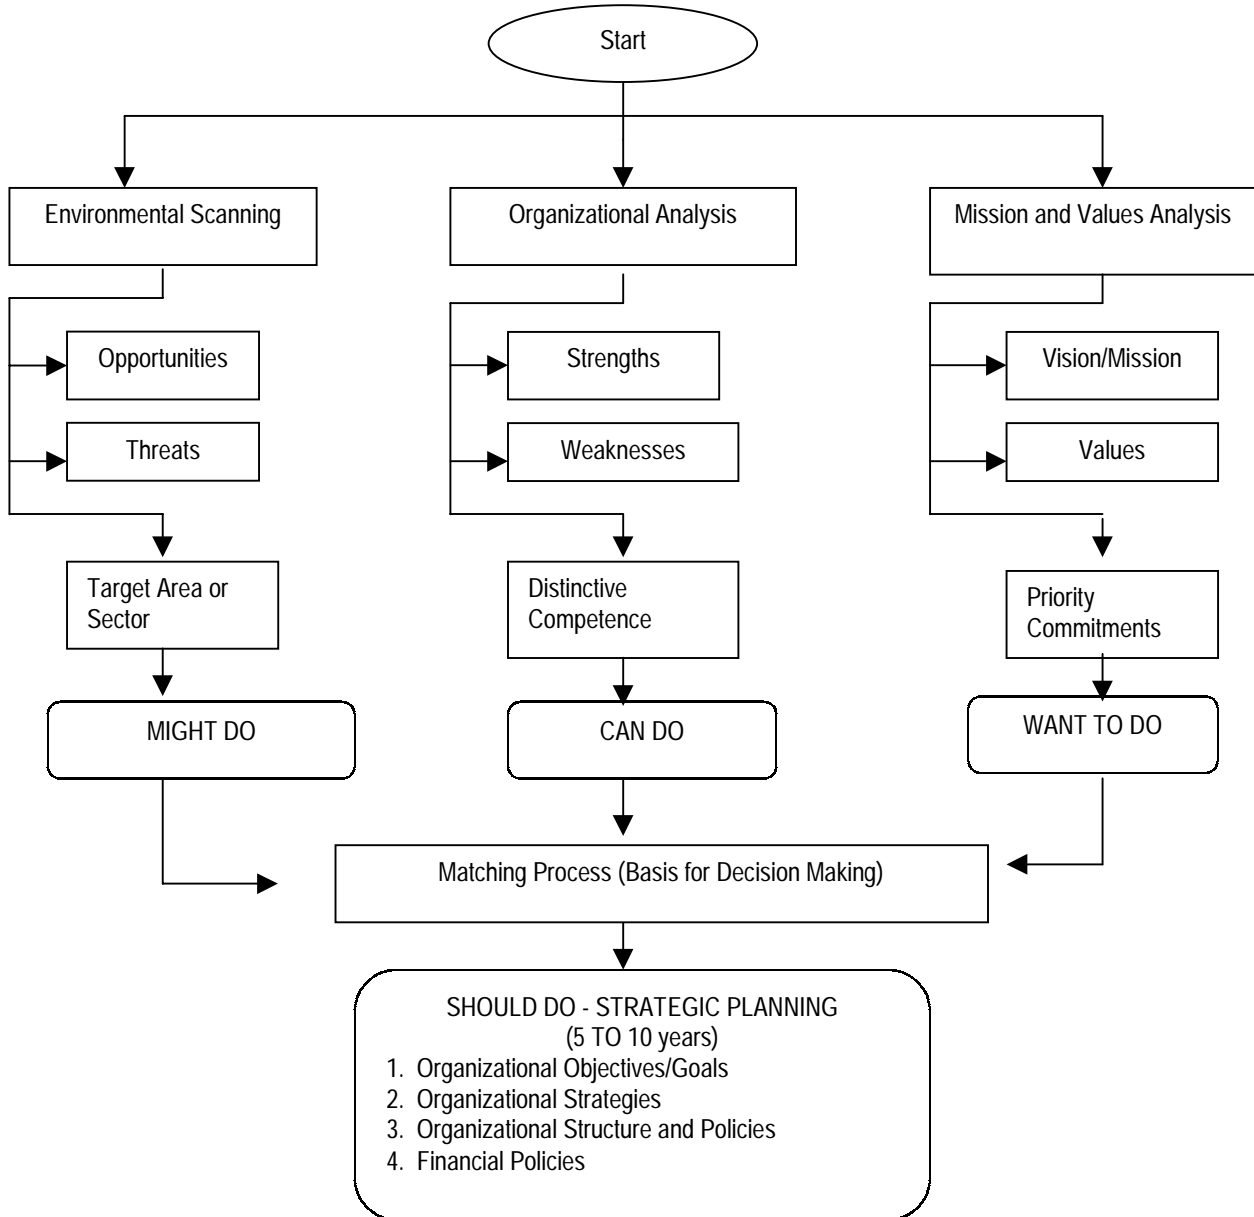 Start
Environmental Scanning
Organizational Analysis
Mission and Values Analysis
Opportunities
Strengths
Vision/Mission
Threats
Weaknesses
Values
Target Area or
Sector
Distinctive
Competence
Priority
Commitments
MIGHT DO
CAN DO
WANT TO DO
Matching Process (Basis for Decision Making)
SHOULD DO - STRATEGIC PLANNING
(5 TO 10 years)
1. Organizational Objectives/Goals
2. Organizational Strategies
3. Organizational Structure and Policies
4. Financial Policies